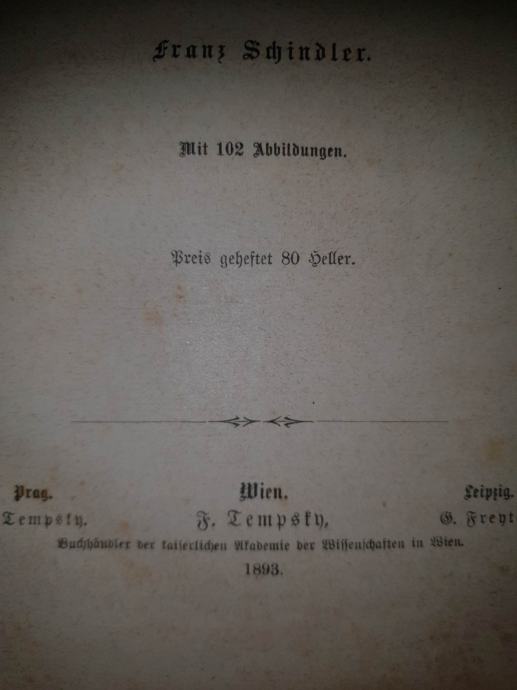 Franz Schindler.
Mit 102 Abbildungen.
Preis geheftet 80 Heller.
Prag. Wien. Leipzig.
Tempsky. F. Tempsky, G. Freyt
Buchhändler der kaiserlichen Akademie der Wissenschaften in Wien.
1893.